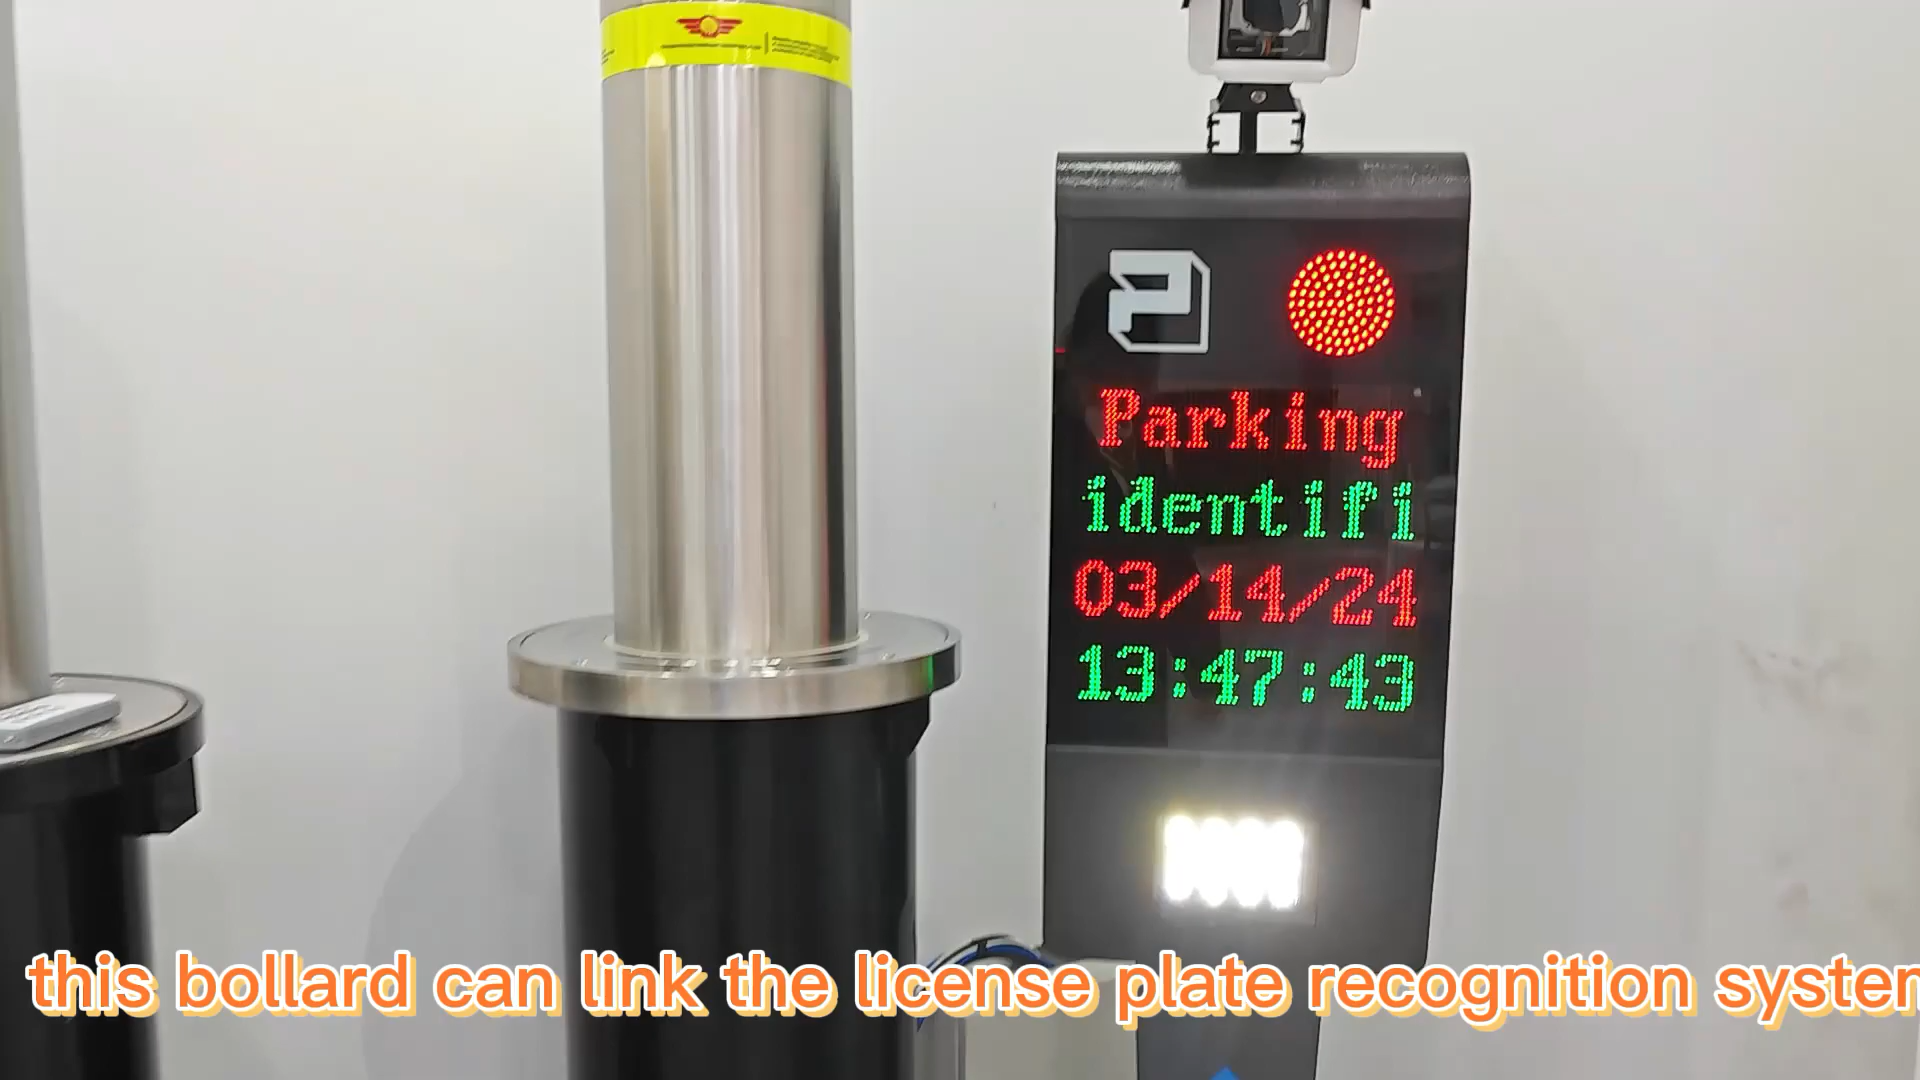 Parking
identifi
03/14/24
13:47:43
this bollard can link the license plate recognition system